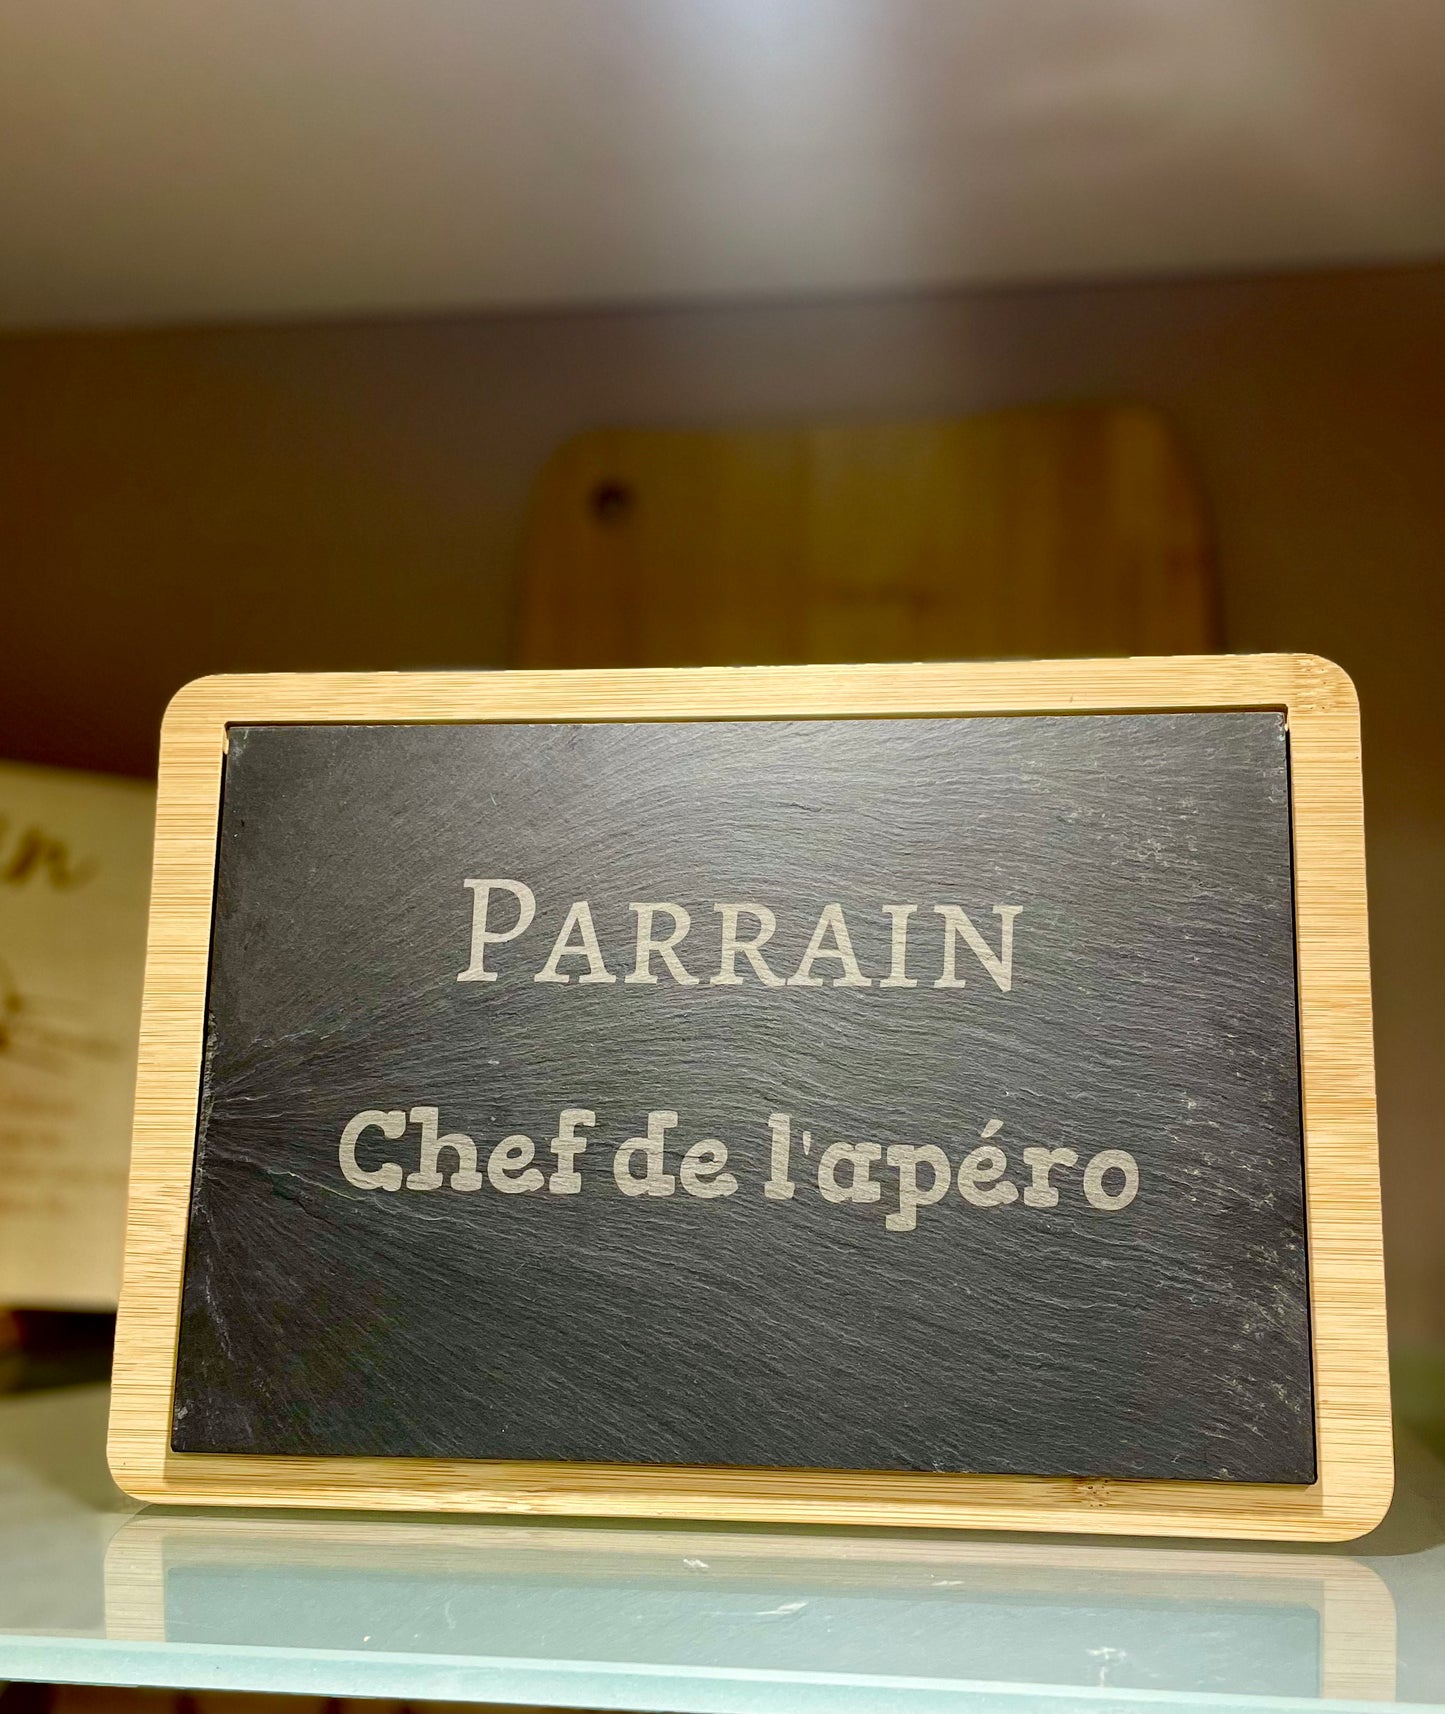 Parrain
Chef de l'apéro